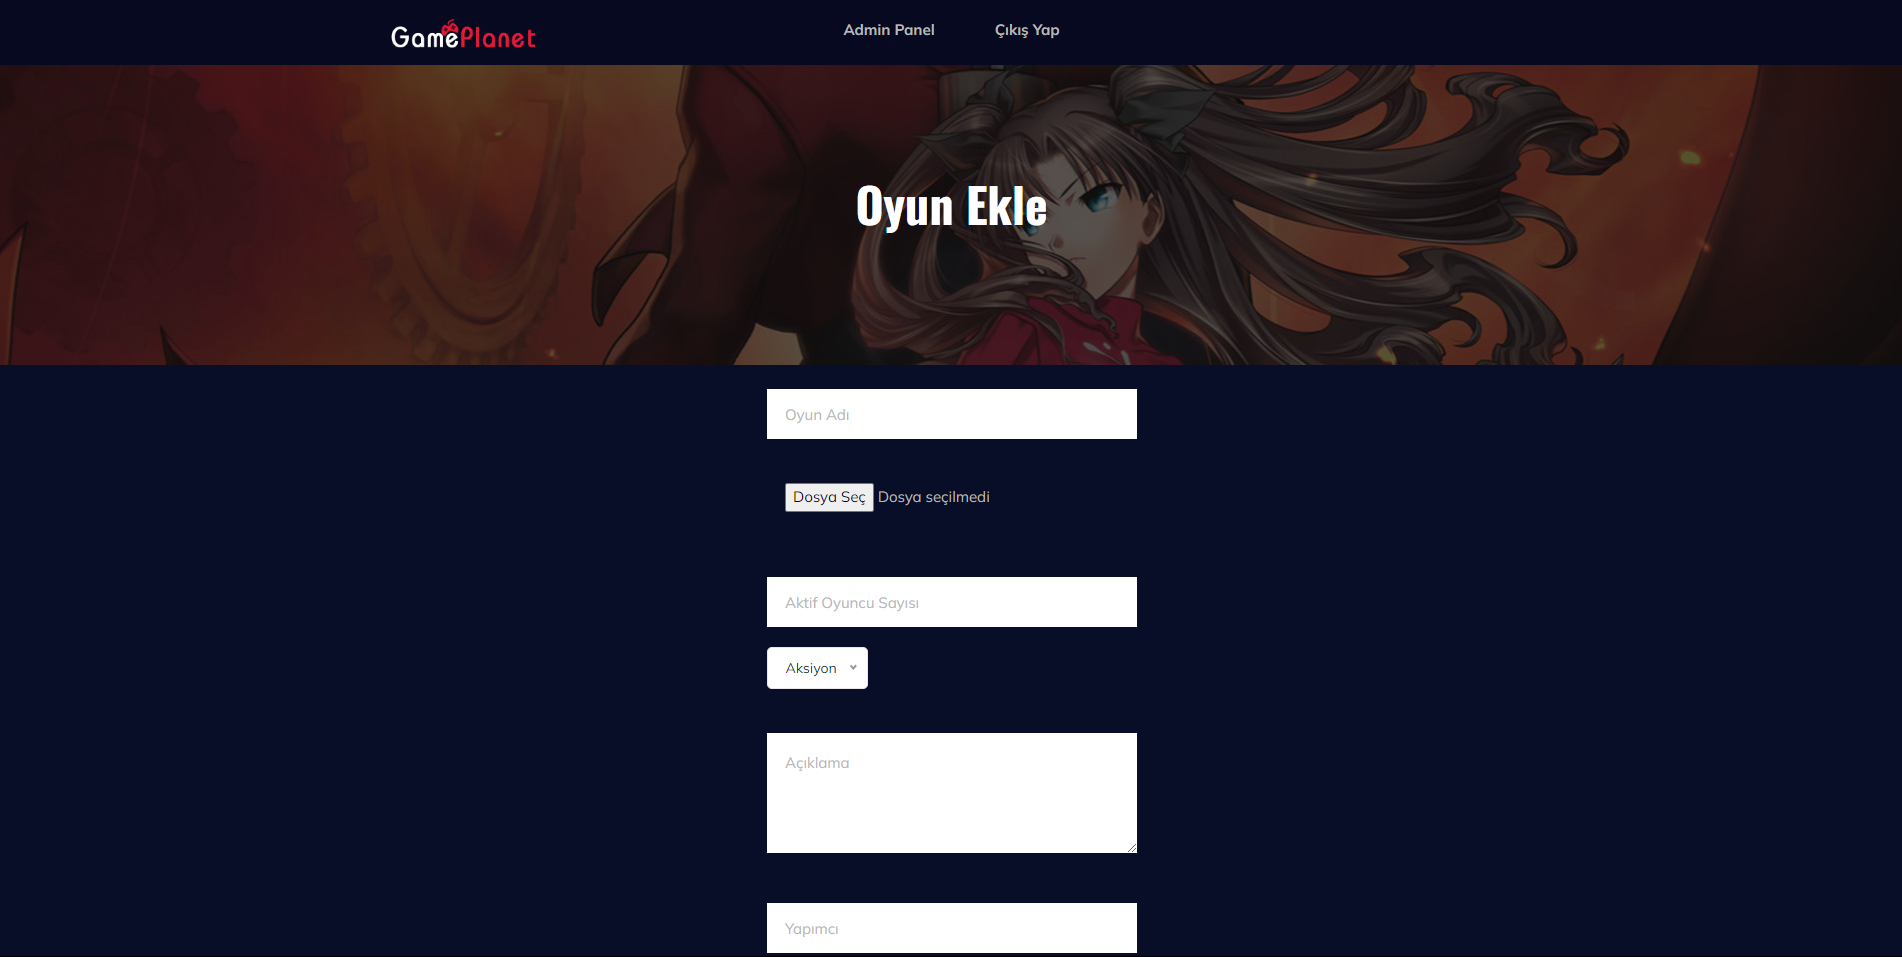 GamePlanet
Admin Panel
Çıkış Yap
Oyun Ekle
Oyun Adı
Dosya Seç Dosya seçilmedi
Aktif Oyuncu Sayısı
Aksiyon
Açıklama
Yapımcı